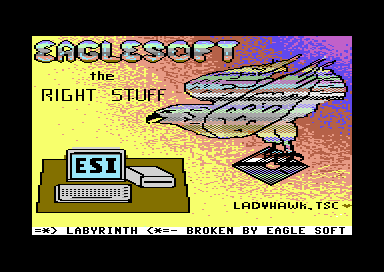 EAGLESOFT
the
RIGHT STUFF
ESI
LADYHAWK, TSC
=*> LABYRINTH <*=- BROKEN BY EAGLE SOFT